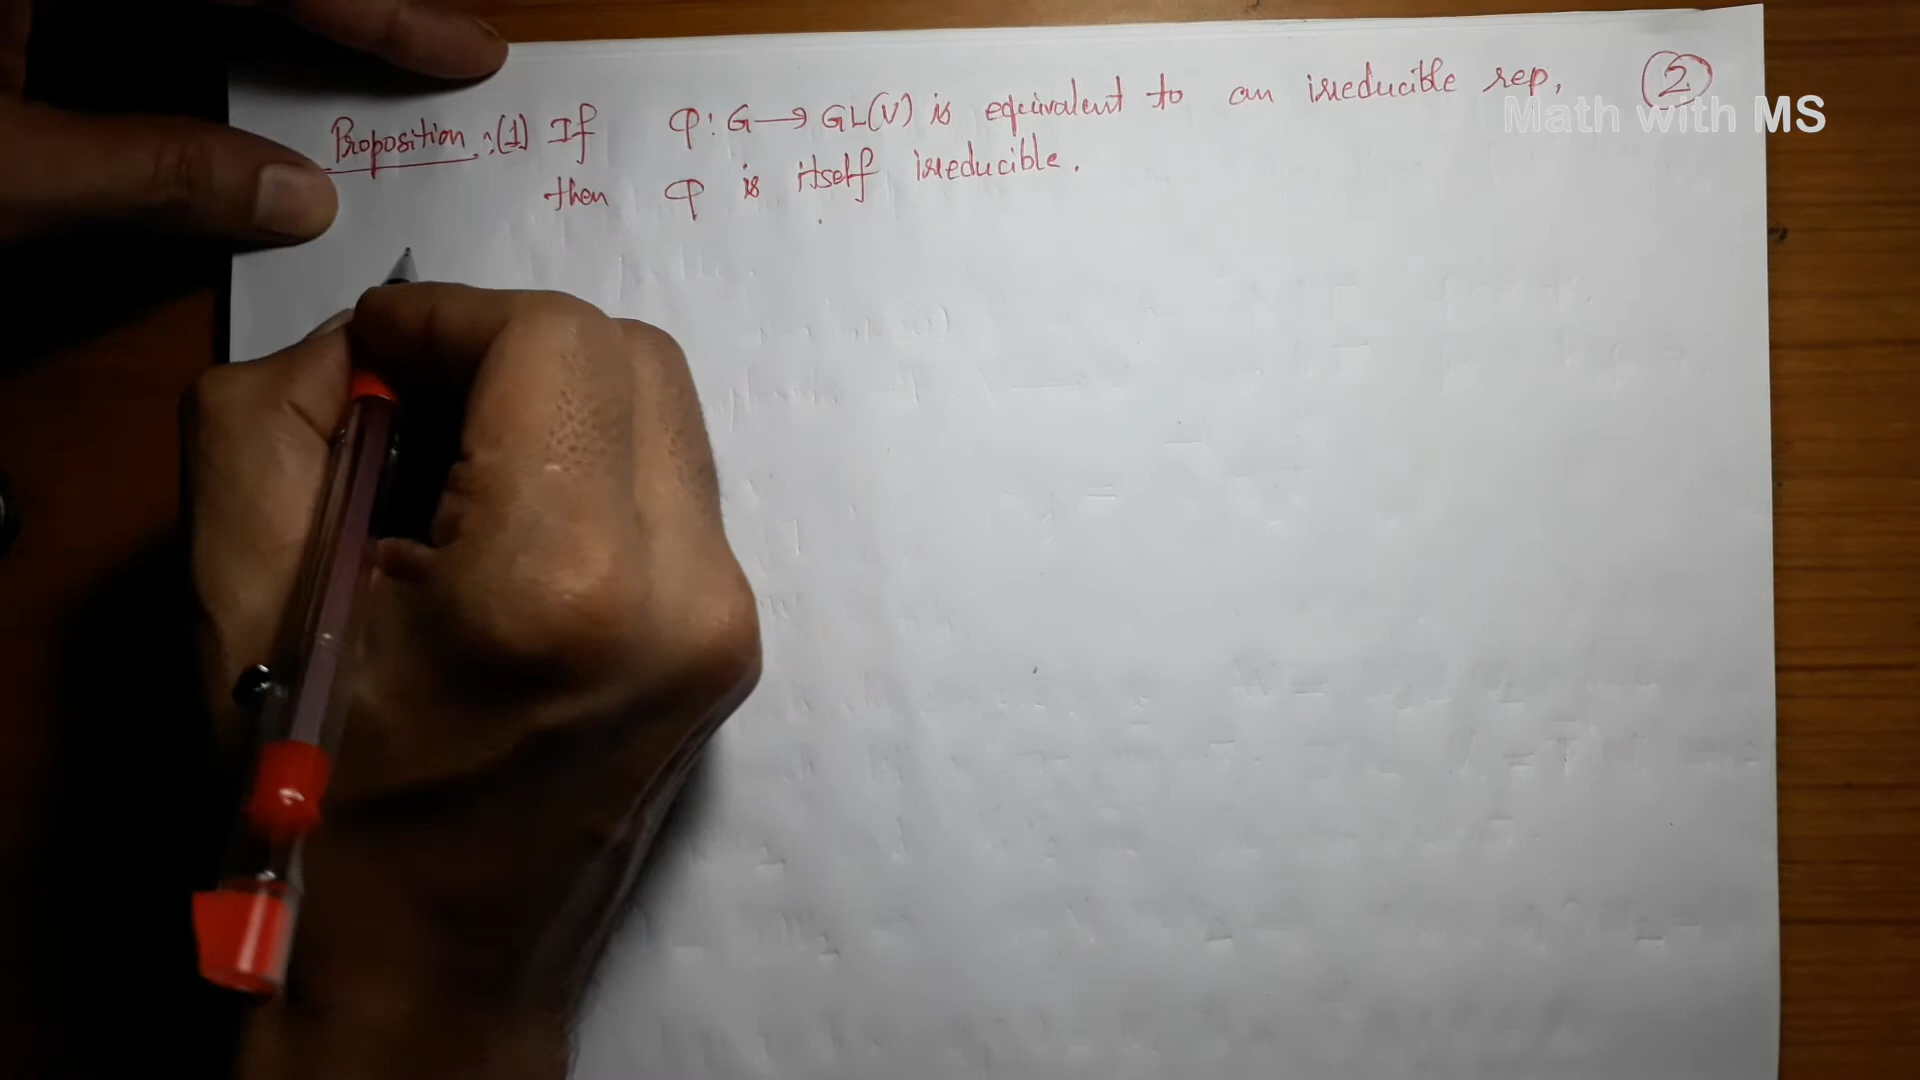 Proposition :(1) If φ: G → GL(V) is equivalent to an irreducible rep, (2)
then φ is itself irreducible.
Math with MS